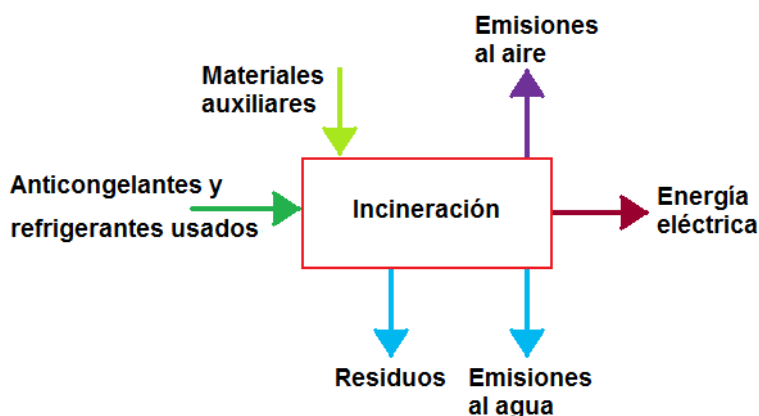 Emisiones
al aire
Materiales
auxiliares
Anticongelantes y
refrigerantes usados
Incineración
Energía
eléctrica
Residuos
Emisiones
al agua